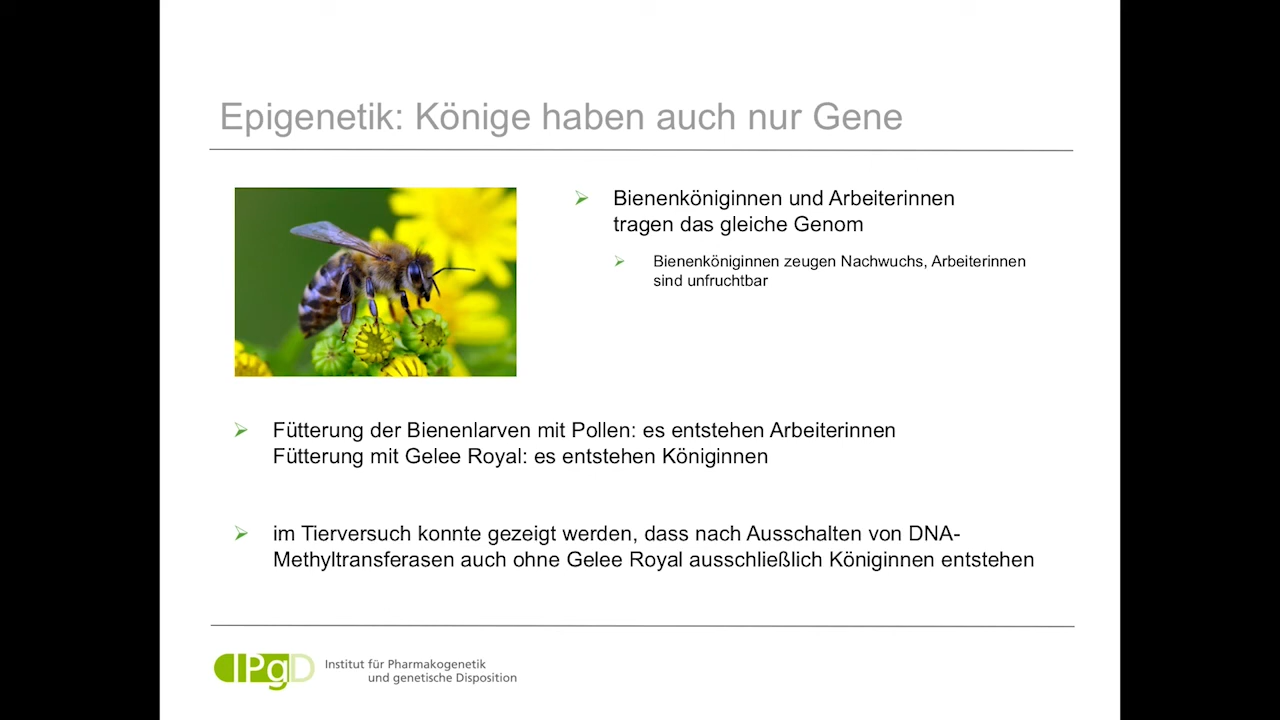 Epigenetik: Könige haben auch nur Gene
Bienenköniginnen und Arbeiterinnen
tragen das gleiche Genom
Bienenköniginnen zeugen Nachwuchs, Arbeiterinnen
sind unfruchtbar
Fütterung der Bienenlarven mit Pollen: es entstehen Arbeiterinnen
Fütterung mit Gelee Royal: es entstehen Königinnen
im Tierversuch konnte gezeigt werden, dass nach Ausschalten von DNA-
Methyltransferasen auch ohne Gelee Royal ausschließlich Königinnen entstehen
IPgD
Institut für Pharmakogenetik
und genetische Disposition